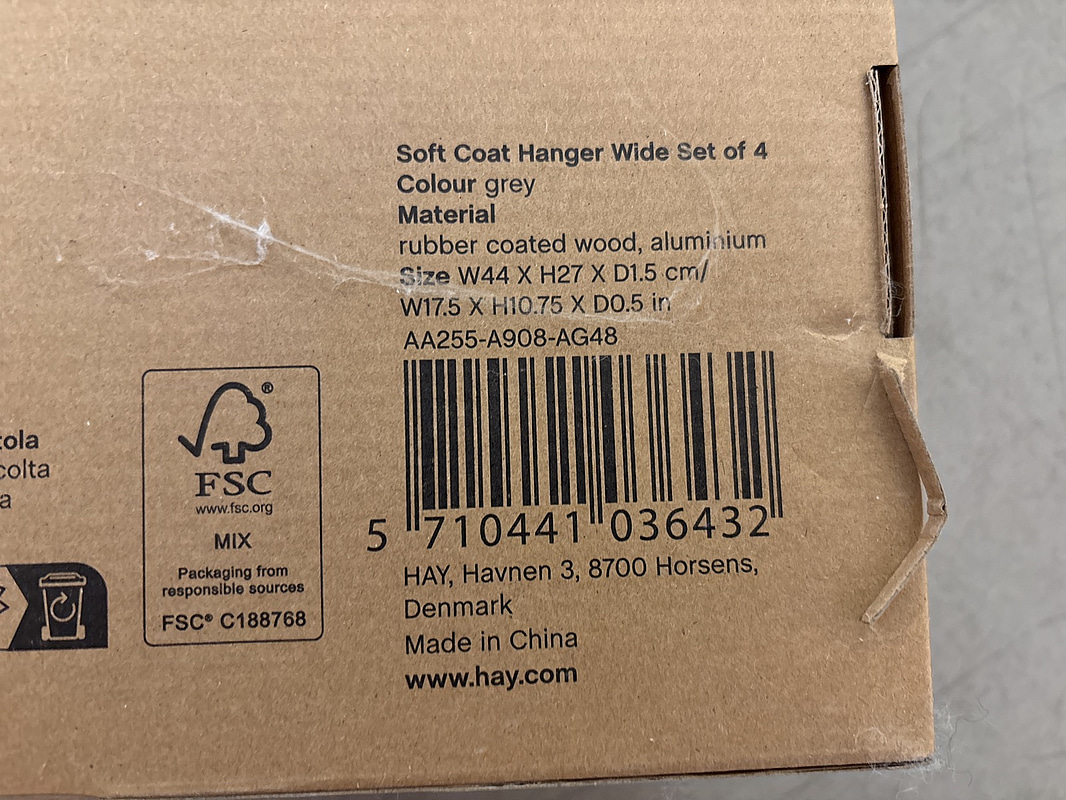 Soft Coat Hanger Wide Set of 4
Colour grey
Material
rubber coated wood, aluminium
Size W44 X H27 X D1.5 cm/
W17.5 X H10.75 X D0.5 in
AA255-A908-AG48
5 710441 036432
HAY, Havnen 3, 8700 Horsens,
Denmark
Made in China
www.hay.com
®
FSC
www.fsc.org
MIX
Packaging from
responsible sources
FSC® C188768
tola
colta
a